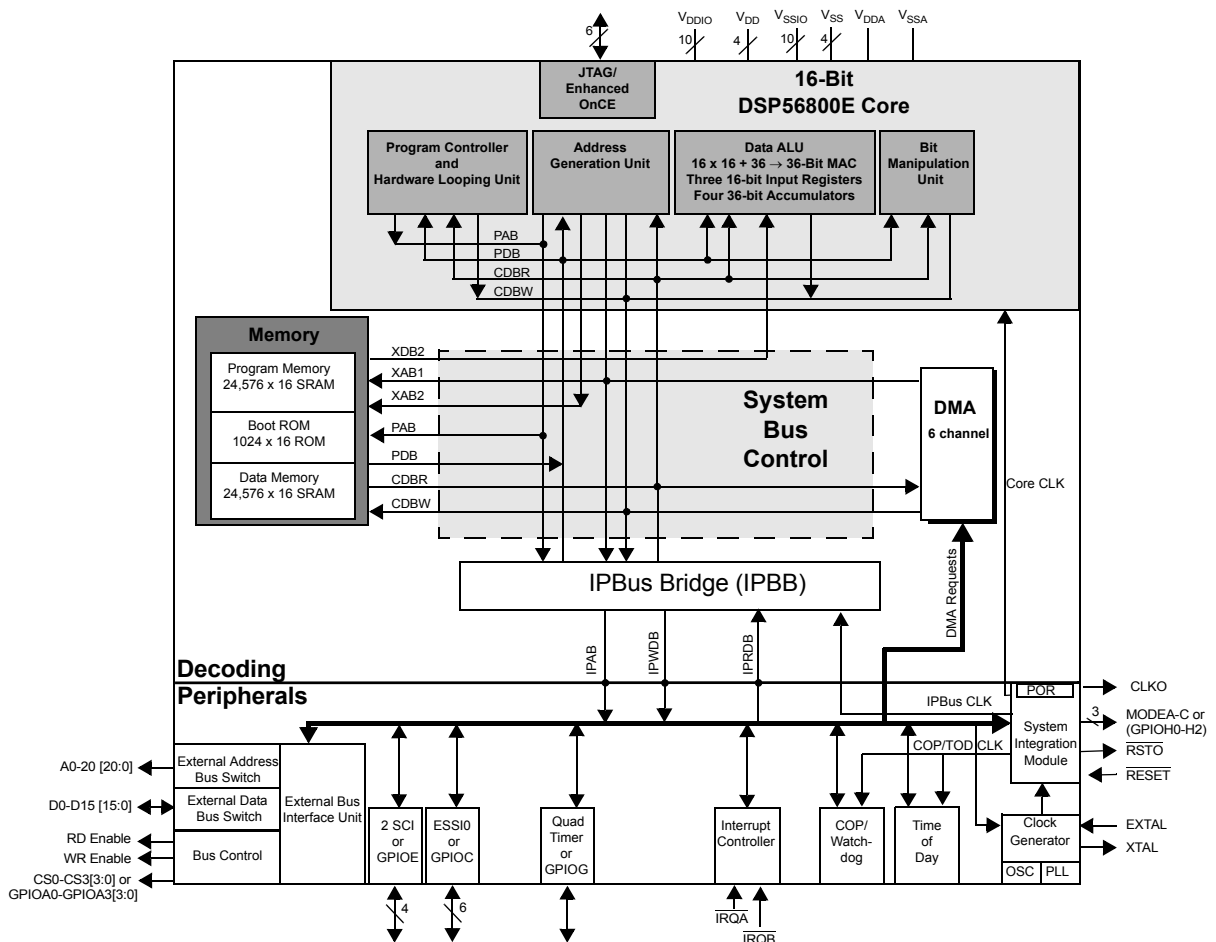 6
VDDIO
10
VDD
4
VSSIO
10
VSS
4
VDDA
VSSA
JTAG/
Enhanced
OnCE
16-Bit
DSP56800E Core
Program Controller
and
Hardware Looping Unit
Address
Generation Unit
Data ALU
16 x 16 + 36 → 36-Bit MAC
Three 16-bit Input Registers
Four 36-bit Accumulators
Bit
Manipulation
Unit
PAB
PDB
CDBR
CDBW
Memory
Program Memory
24,576 x 16 SRAM
Boot ROM
1024 x 16 ROM
Data Memory
24,576 x 16 SRAM
XDB2
XAB1
XAB2
PAB
PDB
CDBR
CDBW
System
Bus
Control
DMA
6 channel
Core CLK
IPBus Bridge (IPBB)
DMA Requests
IPAB
IPWDB
IPRDB
Decoding
Peripherals
IPBus CLK
POR
System
Integration
Module
CLKO
3
MODEA-C or
(GPIOH0-H2)
RSTO
RESET
COP/TOD CLK
A0-20 [20:0]
External Address
Bus Switch
D0-D15 [15:0]
External Data
Bus Switch
RD Enable
WR Enable
Bus Control
CS0-CS3[3:0] or
GPIOA0-GPIOA3[3:0]
External Bus
Interface Unit
2 SCI
or
GPIOE
4
ESSI0
or
GPIOC
6
Quad
Timer
or
GPIOG
Interrupt
Controller
IRQA
IRQB
COP/
Watch-
dog
Time
of
Day
Clock
Generator
OSC
PLL
EXTAL
XTAL